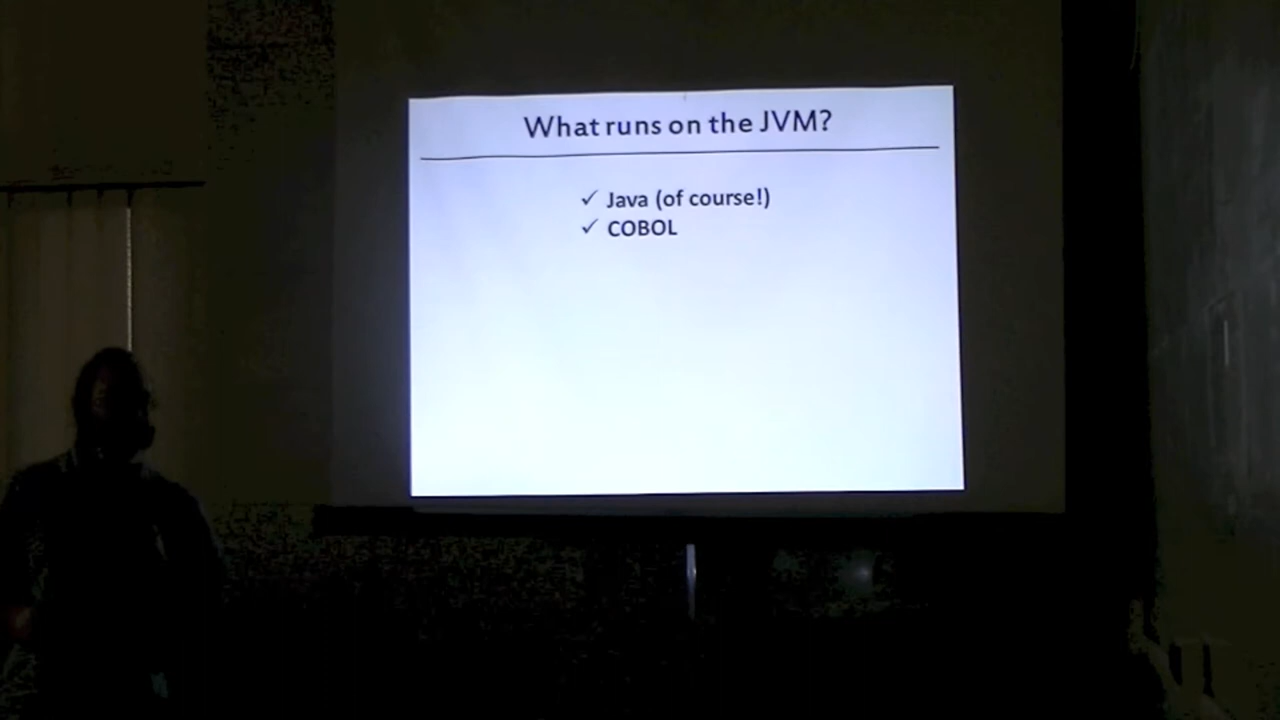 What runs on the JVM?
✓ Java (of course!)
✓ COBOL